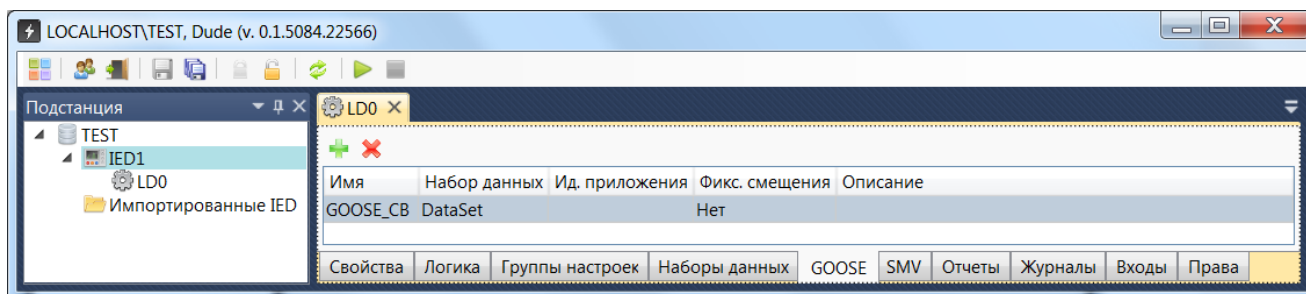 LOCALHOST\TEST, Dude (v. 0.1.5084.22566)
Подстанция
LD0
TEST
IED1
LD0
Импортированные IED
Имя Набор данных Ид. приложения Фикс. смещения Описание
GOOSE_CB DataSet Нет
Свойства Логика Группы настроек Наборы данных GOOSE SMV Отчеты Журналы Входы Права